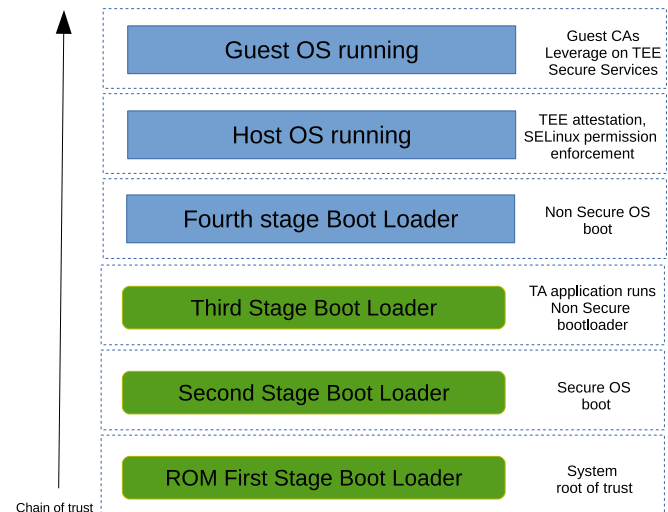 Guest OS running
Guest CAs
Leverage on TEE
Secure Services
Host OS running
TEE attestation,
SELinux permission
enforcement
Fourth stage Boot Loader
Non Secure OS
boot
Third Stage Boot Loader
TA application runs
Non Secure
bootloader
Second Stage Boot Loader
Secure OS
boot
ROM First Stage Boot Loader
System
root of trust
Chain of trust